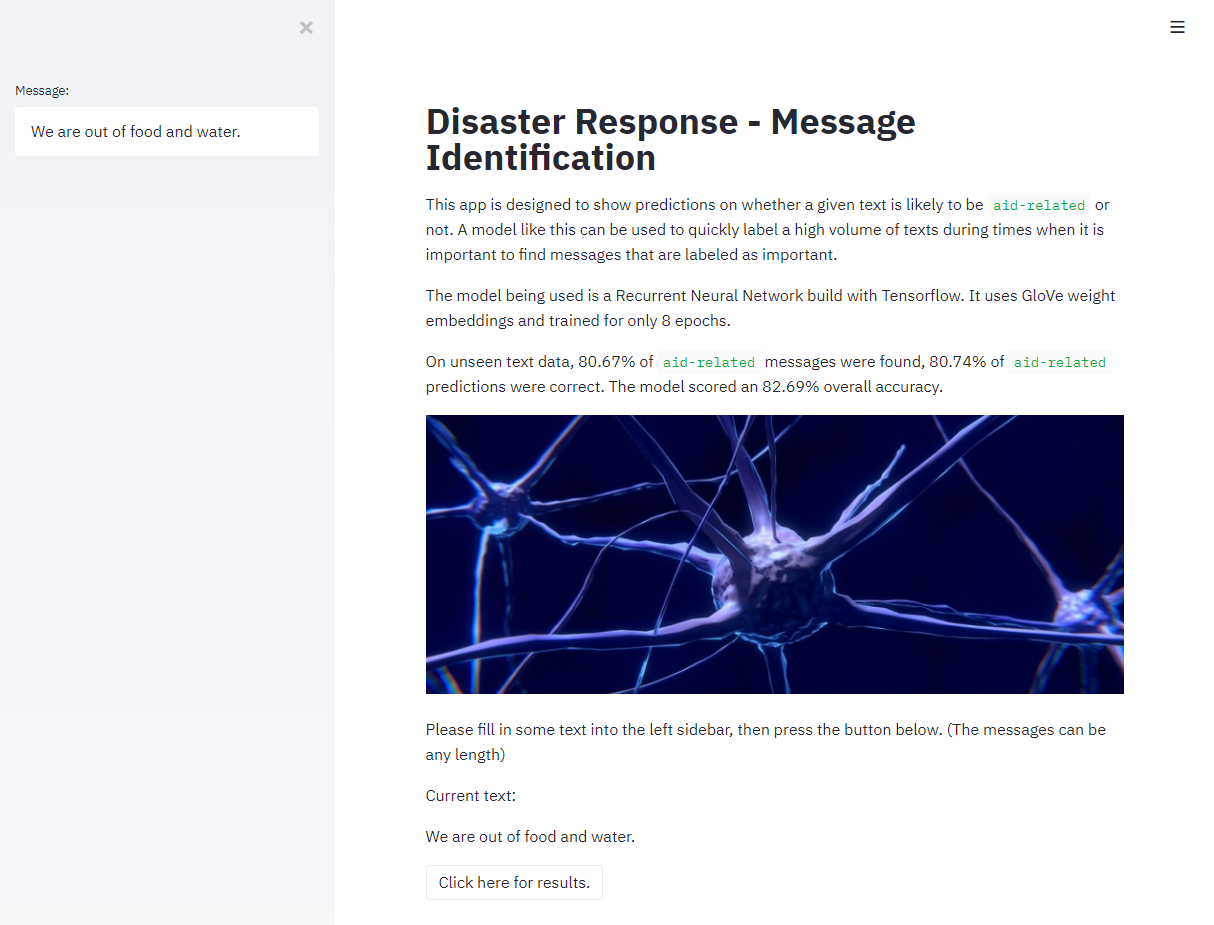 Message:
We are out of food and water.
Disaster Response - Message
Identification
This app is designed to show predictions on whether a given text is likely to be aid-related or
not. A model like this can be used to quickly label a high volume of texts during times when it is
important to find messages that are labeled as important.
The model being used is a Recurrent Neural Network build with Tensorflow. It uses GloVe weight
embeddings and trained for only 8 epochs.
On unseen text data, 80.67% of aid-related messages were found, 80.74% of aid-related
predictions were correct. The model scored an 82.69% overall accuracy.
Please fill in some text into the left sidebar, then press the button below. (The messages can be
any length)
Current text:
We are out of food and water.
Click here for results.